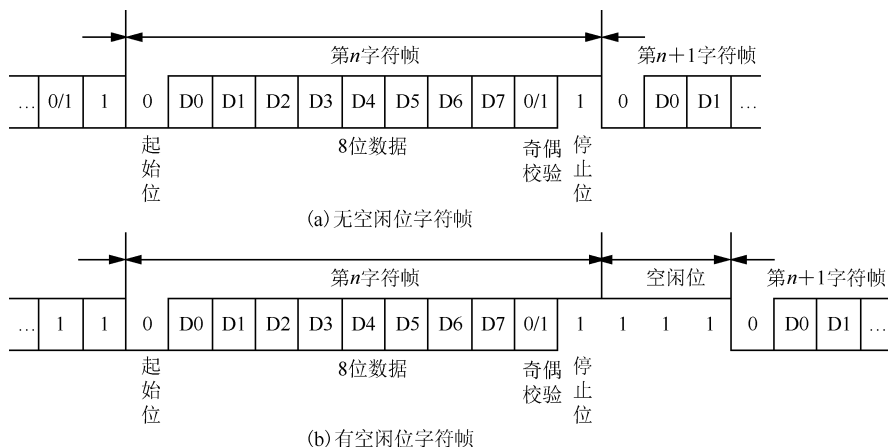 第n字符帧 第n+1字符帧
… 0/1 1 0 D0 D1 D2 D3 D4 D5 D6 D7 0/1 1 0 D0 D1 …
起始位 8位数据 奇偶校验 停止位
(a)无空闲位字符帧
第n字符帧 空闲位 第n+1字符帧
… 1 1 0 D0 D1 D2 D3 D4 D5 D6 D7 0/1 1 1 1 1 0 D0 D1 …
起始位 8位数据 奇偶校验 停止位
(b)有空闲位字符帧